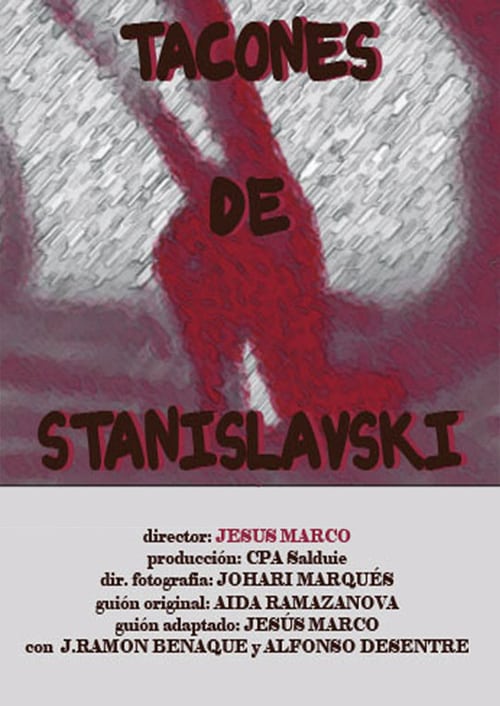 TACONES
DE
STANISLAVSKI
director: JESUS MARCO
producción: CPA Salduie
dir. fotografía: JOHARI MARQUÉS
guión original: AIDA RAMAZANOVA
guión adaptado: JESÚS MARCO
con J.RAMON BENAQUE y ALFONSO DESENTRE